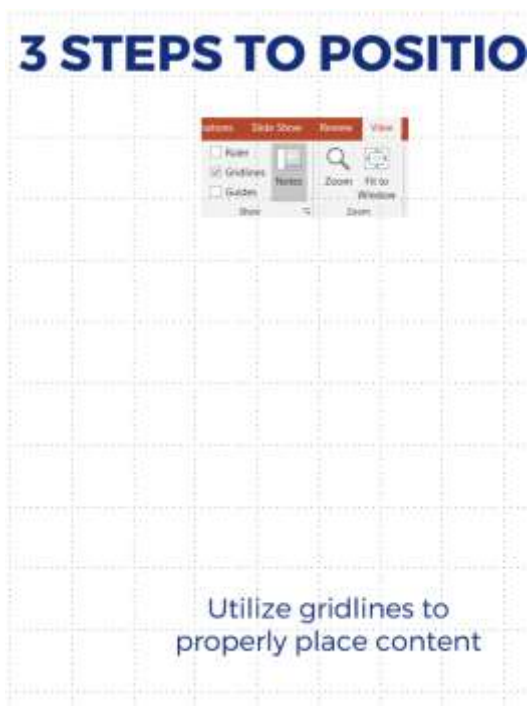 3 STEPS TO POSITIO
Slide Show Review View
Ruler
Gridlines
Guides
Notes
Zoom
Fit to
Window
Show
Zoom
Utilize gridlines to
properly place content